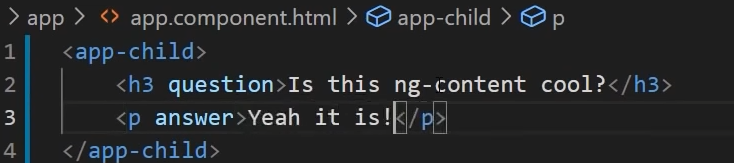 > app > app.component.html > app-child > p
1 <app-child>
2     <h3 question>Is this ng-content cool?</h3>
3     <p answer>Yeah it is!</p>
4 </app-child>